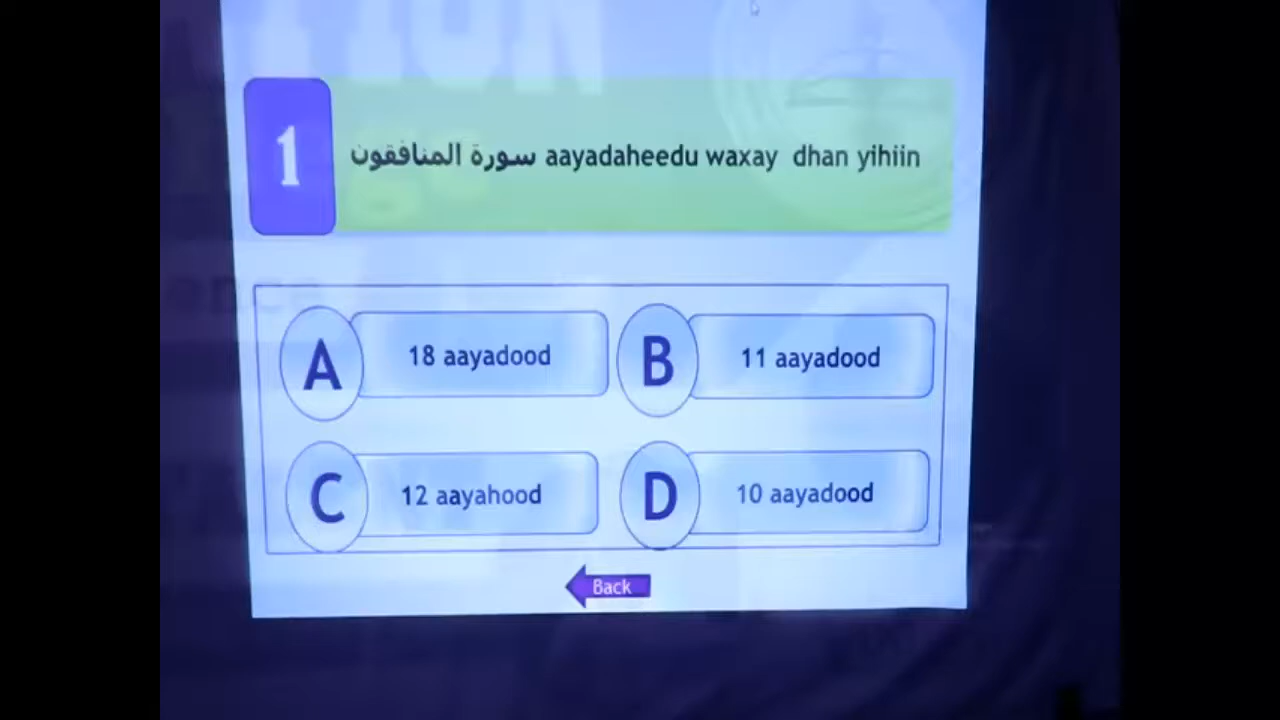 1
سورة المنافقون aayadaheedu waxay dhan yihiin
A 18 aayadood
B 11 aayadood
C 12 aayahood
D 10 aayadood
Back